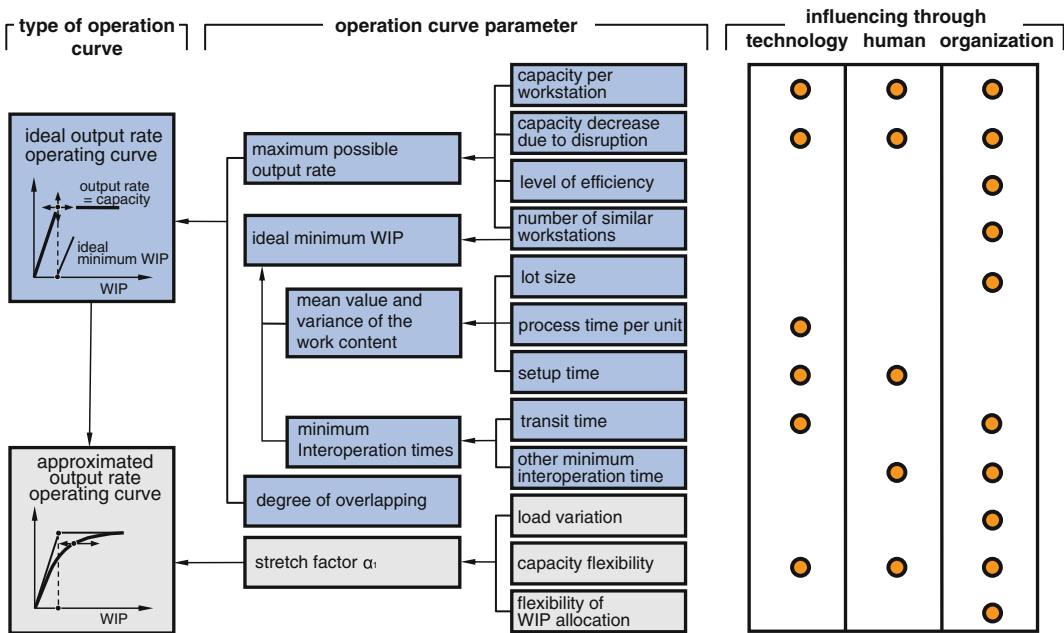 type of operation
curve
operation curve parameter
influencing through
technology
human
organization
ideal output rate
operating curve
output rate
= capacity
ideal
minimum WIP
WIP
approximated
output rate
operating curve
WIP
maximum possible
output rate
ideal minimum WIP
mean value and
variance of the
work content
minimum
Interoperation times
degree of overlapping
stretch factor α₁
capacity per
workstation
capacity decrease
due to disruption
level of efficiency
number of similar
workstations
lot size
process time per unit
setup time
transit time
other minimum
interoperation time
load variation
capacity flexibility
flexibility of
WIP allocation